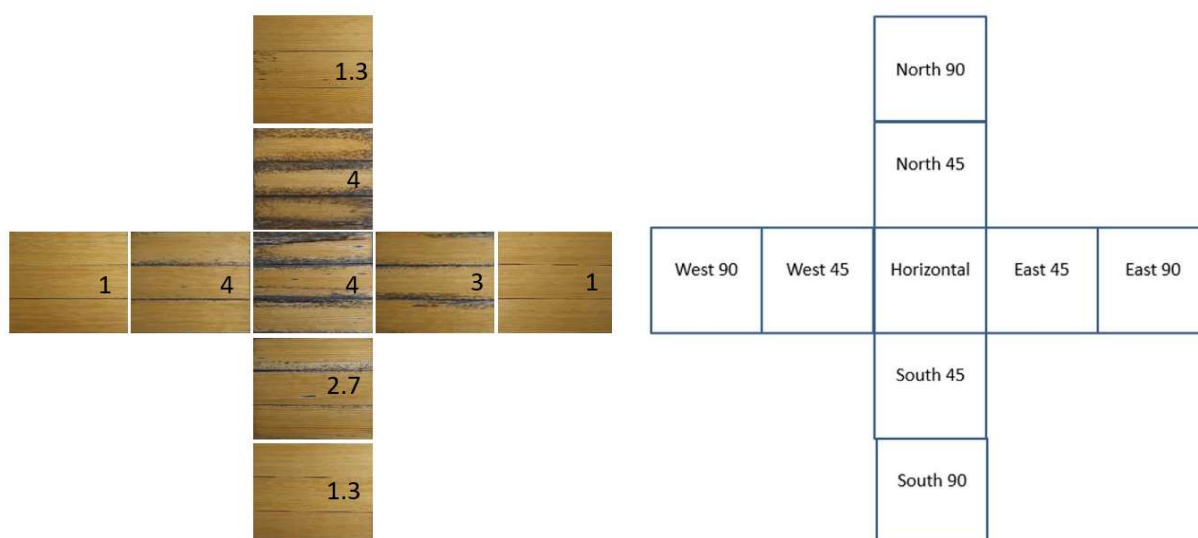 1.3
4
1
4
4
3
1
2.7
1.3
North 90
North 45
West 90
West 45
Horizontal
East 45
East 90
South 45
South 90